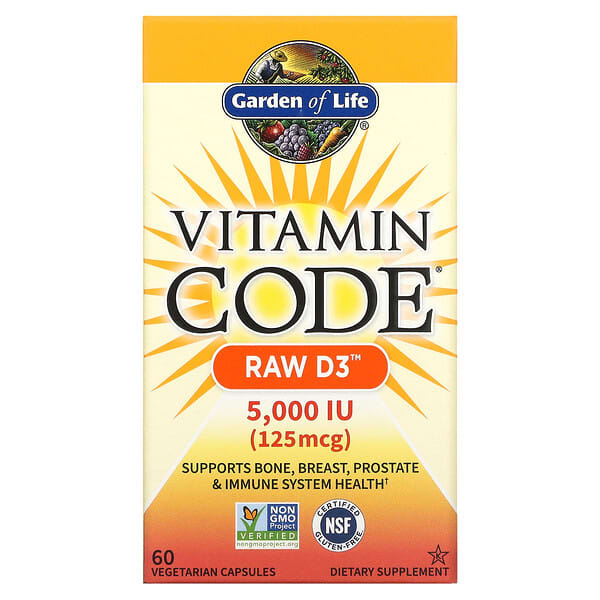 Garden of Life®
VITAMIN
CODE®
RAW D3™
5,000 IU
(125mcg)
SUPPORTS BONE, BREAST, PROSTATE
& IMMUNE SYSTEM HEALTH†
NON
GMO
Project
VERIFIED
nongmoproject.org
CERTIFIED
NSF
GLUTEN-FREE
K
60
VEGETARIAN CAPSULES
DIETARY SUPPLEMENT